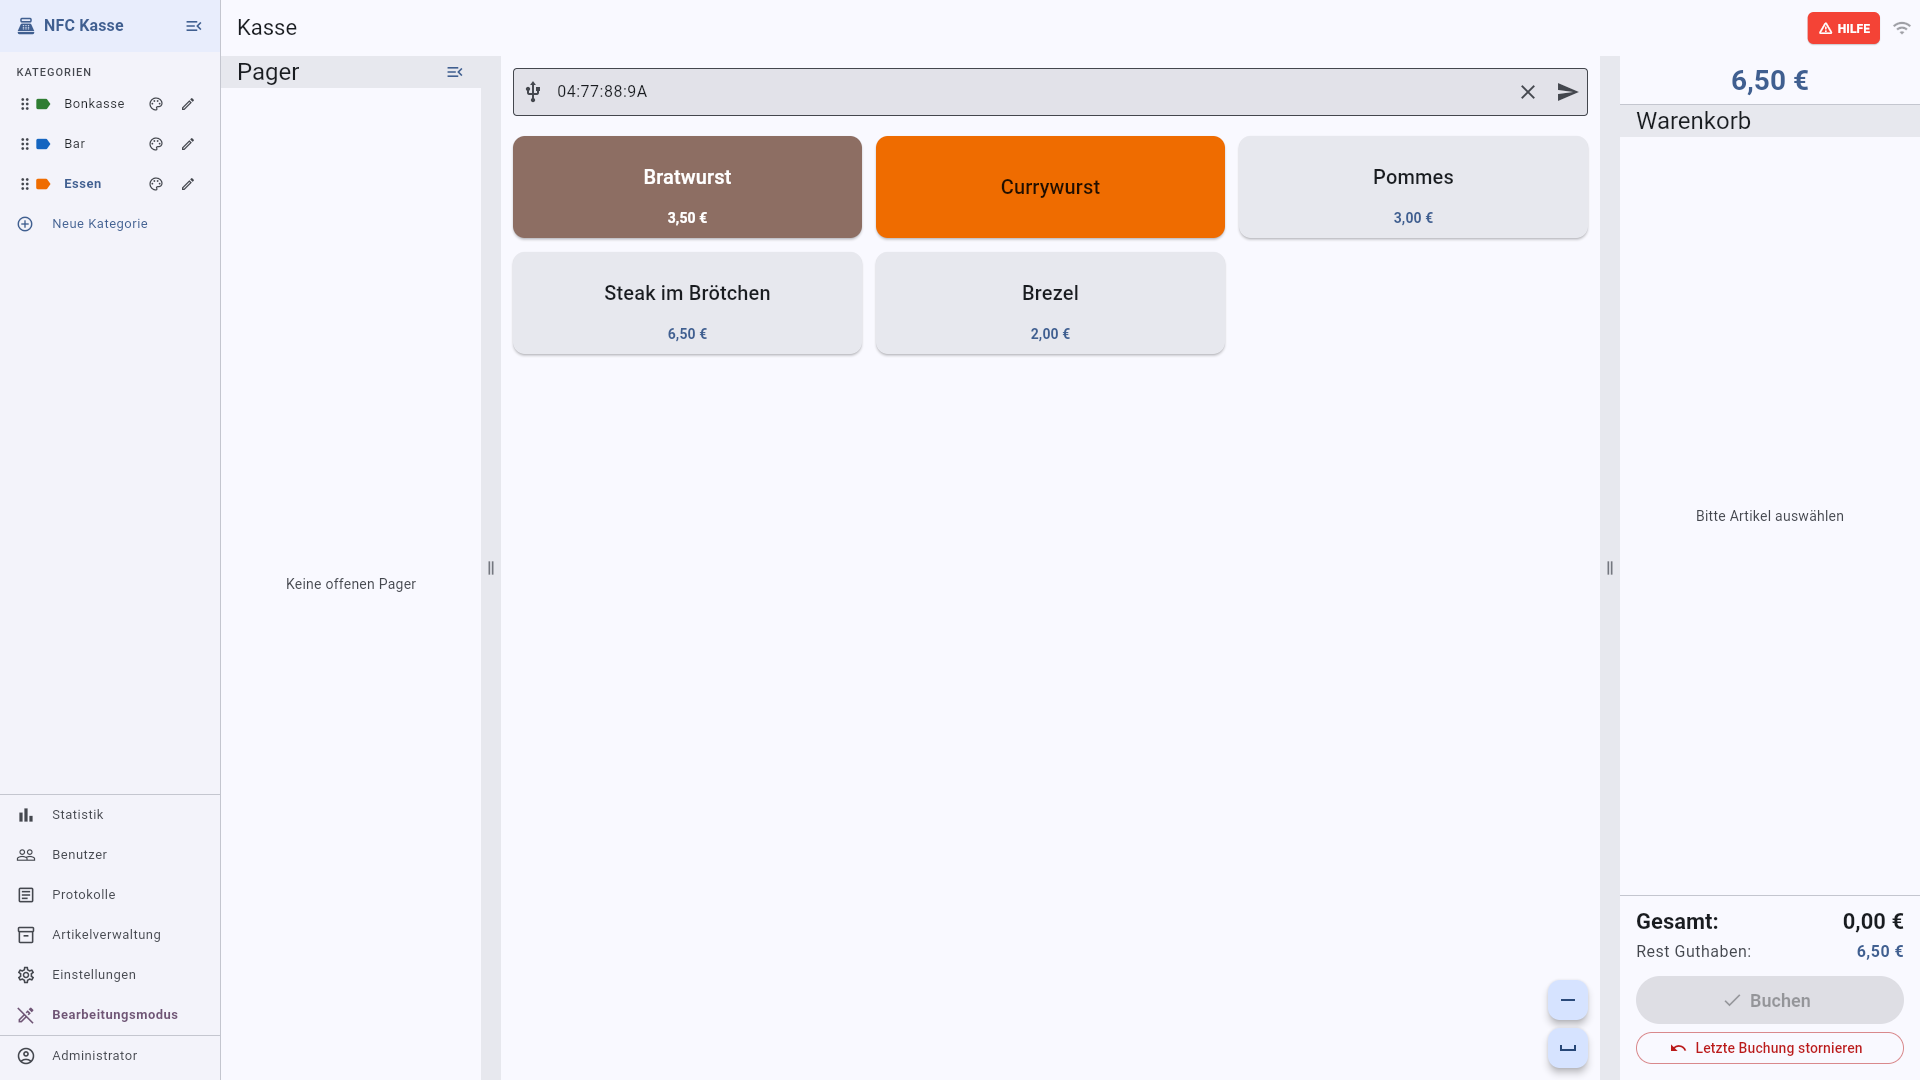 NFC Kasse
KATEGORIEN
Bonkasse
Bar
Essen
Neue Kategorie
Statistik
Benutzer
Protokolle
Artikelverwaltung
Einstellungen
Bearbeitungsmodus
Administrator
Kasse
HILFE
Pager
Keine offenen Pager
04:77:88:9A
Bratwurst
3,50 €
Currywurst
Pommes
3,00 €
Steak im Brötchen
6,50 €
Brezel
2,00 €
6,50 €
Warenkorb
Bitte Artikel auswählen
Gesamt: 0,00 €
Rest Guthaben: 6,50 €
Buchen
Letzte Buchung stornieren